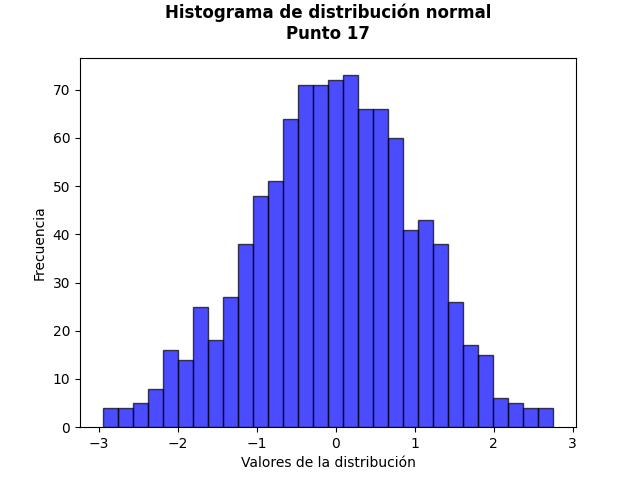 Histograma de distribución normal
Punto 17
70
60
50
40
30
20
10
0
Frecuencia
−3 −2 −1 0 1 2 3
Valores de la distribución